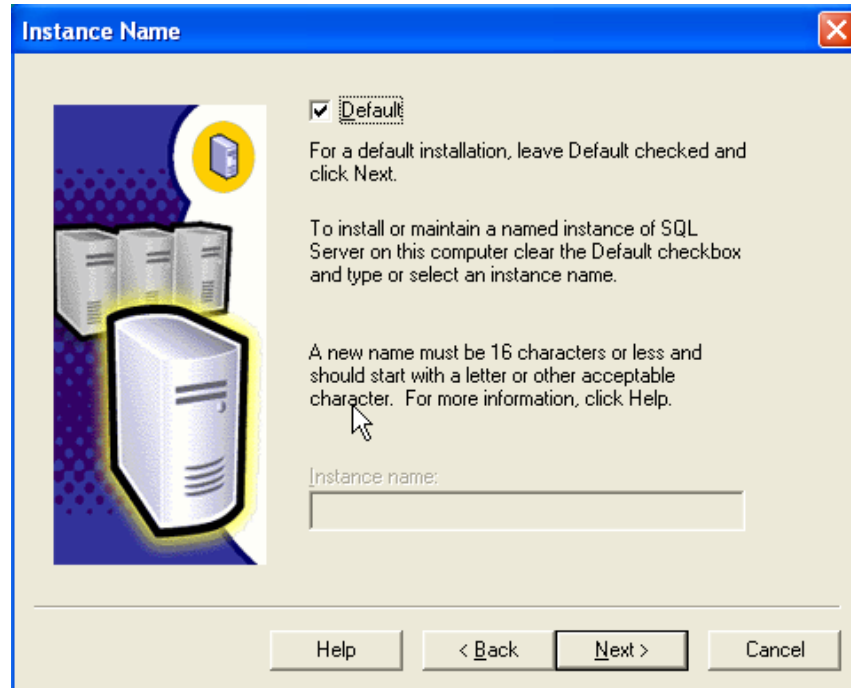 Instance Name
Default
For a default installation, leave Default checked and
click Next.
To install or maintain a named instance of SQL
Server on this computer clear the Default checkbox
and type or select an instance name.
A new name must be 16 characters or less and
should start with a letter or other acceptable
character.  For more information, click Help.
Instance name:
Help
< Back
Next >
Cancel